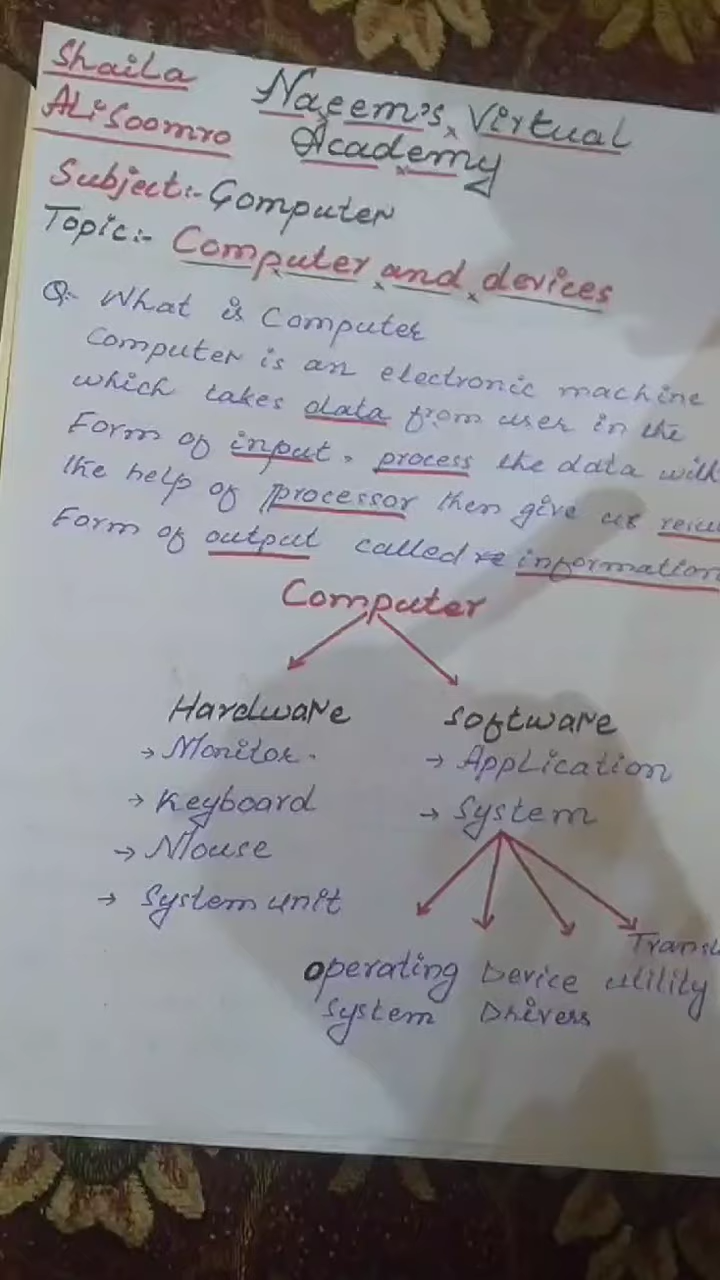 Shaila
Ali Soomro
Naeem's Virtual
Academy
Subject:- Computer
Topic:- Computer and devices
Q:- What is Computer
Computer is an electronic machine
which takes data from user in the
Form of input, process the data with
the help of processor then give us
Form of output called information
Computer
Hardware Software
→ Monitor. → Application
→ Keyboard → System
→ Mouse
→ System unit
Operating Device utility
System Drivers